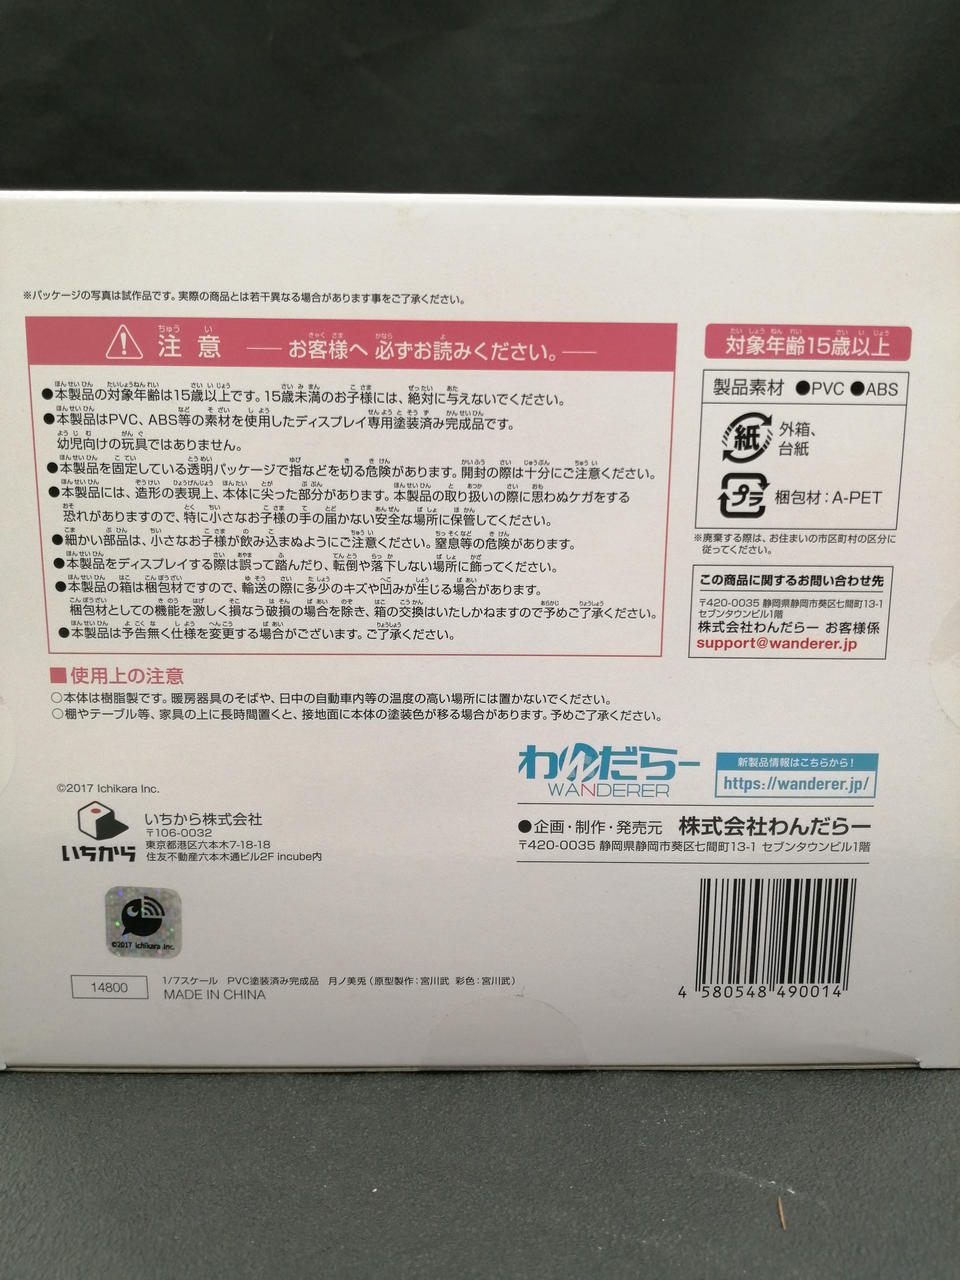 ※パッケージの写真は試作品です。実際の商品とは若干異なる場合があります事をご了承ください。
注意 ── お客様へ 必ずお読みください。──
●本製品の対象年齢は15歳以上です。15歳未満のお子様には、絶対に与えないでください。
●本製品はPVC、ABS等の素材を使用したディスプレイ専用塗装済み完成品です。
幼児向けの玩具ではありません。
●本製品を固定している透明パッケージで指などを切る危険があります。開封の際は十分にご注意ください。
●本製品には、造形の表現上、本体に尖った部分があります。本製品の取り扱いの際に思わぬケガをする
恐れがありますので、特に小さなお子様の手の届かない安全な場所に保管してください。
●細かい部品は、小さなお子様が飲み込まぬようにご注意ください。窒息等の危険があります。
●本製品をディスプレイする際は誤って踏んだり、転倒や落下しない場所に飾ってください。
●本製品の箱は梱包材ですので、輸送の際に多少のキズや凹みが生じる場合があります。
梱包材としての機能を激しく損なう破損の場合を除き、箱の交換はいたしかねますので予めご了承ください。
●本製品は予告無く仕様を変更する場合がございます。ご了承ください。
対象年齢15歳以上
製品素材 ●PVC ●ABS
紙 外箱、
台紙
プラ 梱包材：A-PET
※廃棄する際は、お住まいの市区町村の区分に
従ってください。
この商品に関するお問い合わせ先
〒420-0035 静岡県静岡市葵区七間町13-1
セブンタウンビル1階
株式会社わんだらー お客様係
support@wanderer.jp
■使用上の注意
○本体は樹脂製です。暖房器具のそばや、日中の自動車内等の温度の高い場所には置かないでください。
○棚やテーブル等、家具の上に長時間置くと、接地面に本体の塗装色が移る場合があります。予めご了承ください。
©2017 Ichikara Inc.
いちから
いちから株式会社
〒106-0032
東京都港区六本木7-18-18
住友不動産六本木通ビル2F incube内
©2017 Ichikara Inc.
わんだらー
WANDERER
新製品情報はこちらから！
https://wanderer.jp/
●企画・制作・発売元 株式会社わんだらー
〒420-0035 静岡県静岡市葵区七間町13-1 セブンタウンビル1階
14800
1/7スケール PVC塗装済み完成品 月ノ美兎（原型製作：宮川武 彩色：宮川武）
MADE IN CHINA
4 580548 490014